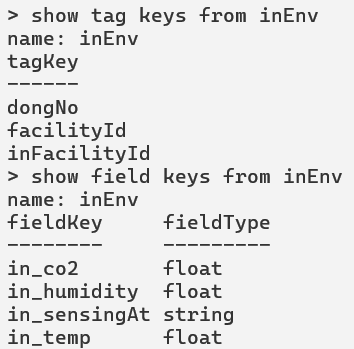 > show tag keys from inEnv
name: inEnv
tagKey
------
dongNo
facilityId
inFacilityId
> show field keys from inEnv
name: inEnv
fieldKey     fieldType
--------     ---------
in_co2       float
in_humidity  float
in_sensingAt string
in_temp      float